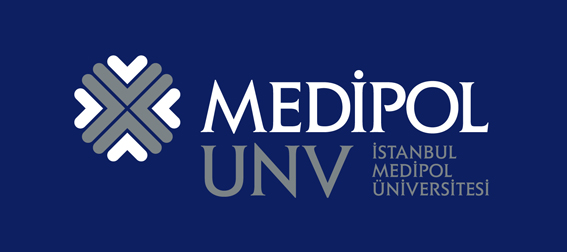 MEDİPOL
UNV
İSTANBUL
MEDİPOL
ÜNİVERSİTESİ